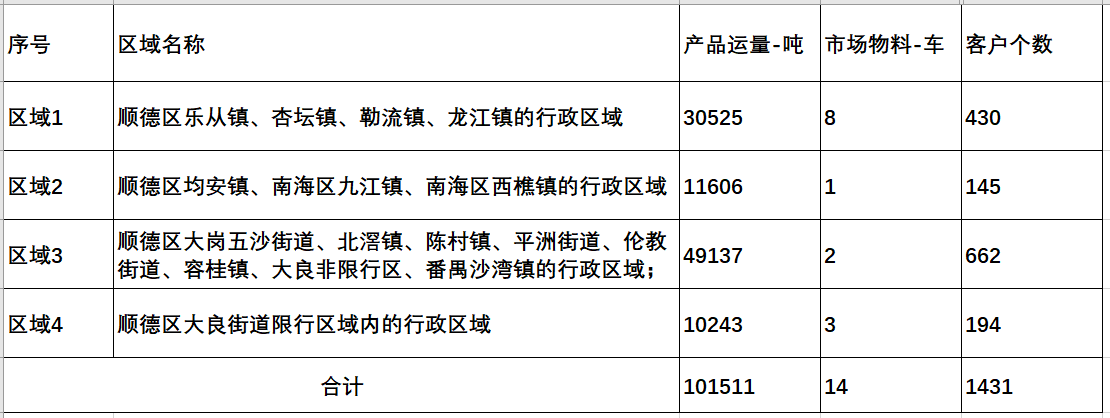 序号 区域名称 产品运量-吨 市场物料-车 客户个数
区域1 顺德区乐从镇、杏坛镇、勒流镇、龙江镇的行政区域 30525 8 430
区域2 顺德区均安镇、南海区九江镇、南海区西樵镇的行政区域 11606 1 145
区域3 顺德区大岗五沙街道、北滘镇、陈村镇、平洲街道、伦教
街道、容桂镇、大良非限行区、番禺沙湾镇的行政区域； 49137 2 662
区域4 顺德区大良街道限行区域内的行政区域 10243 3 194
合计 101511 14 1431